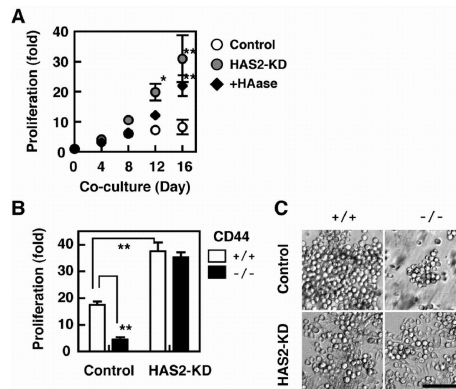 A
Proliferation (fold)
40
30
20
10
0
*
**
**
0 4 8 12 16
Co-culture (Day)
Control
HAS2-KD
+HAase
B
Proliferation (fold)
40
30
20
10
0
**
**
Control HAS2-KD
CD44
+/+
-/-
C
+/+ -/-
Control
HAS2-KD